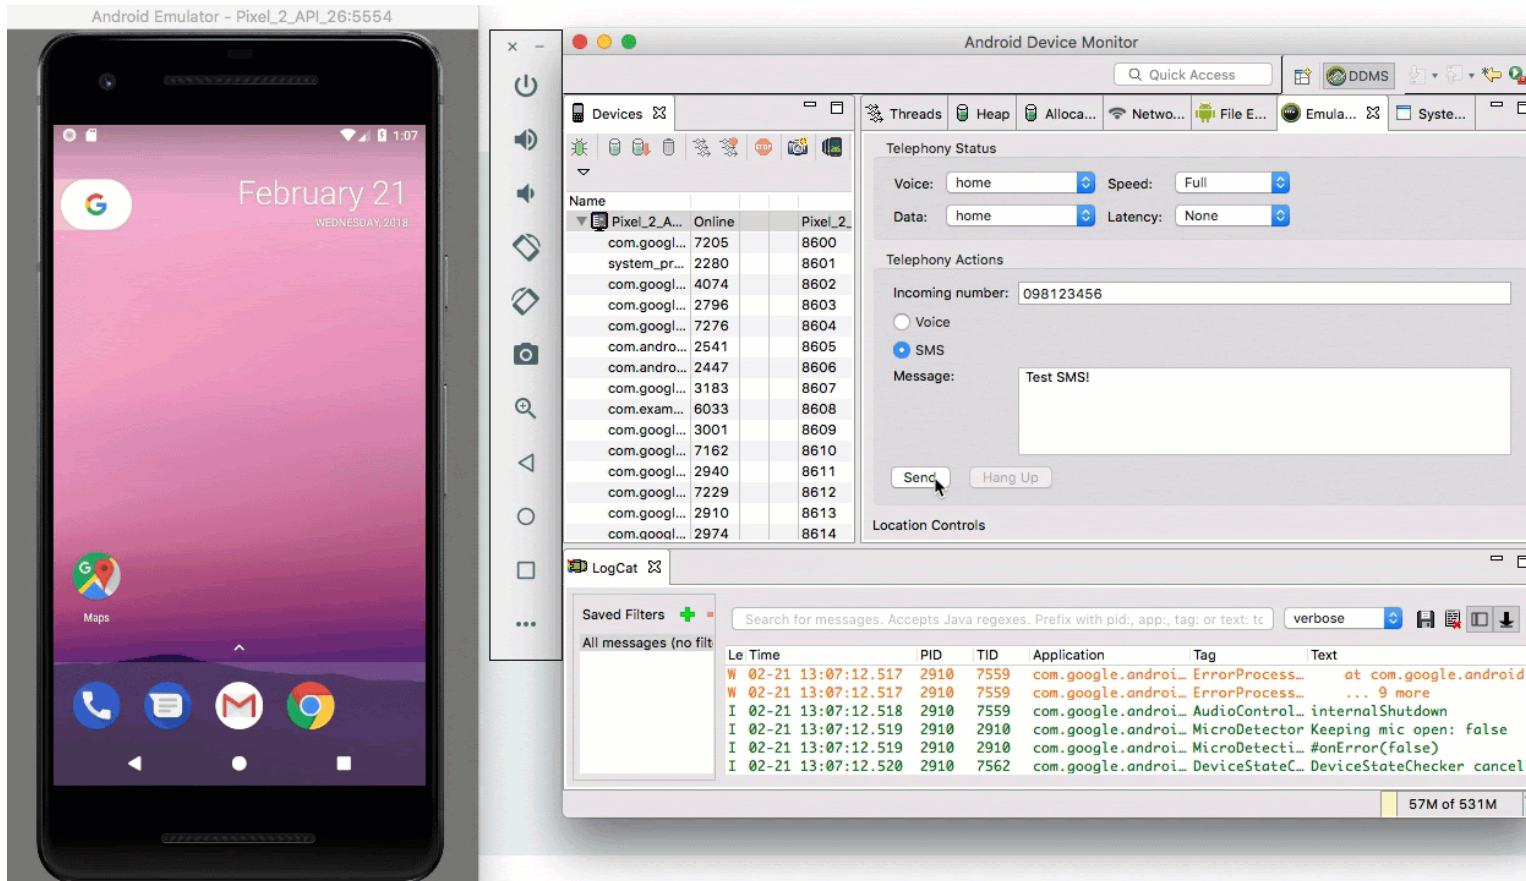 Android Emulator - Pixel_2_API_26:5554
1:07
February 21
WEDNESDAY, 2018
G
Maps
Android Device Monitor
Quick Access
DDMS
Devices
Name
Pixel_2_A... Online Pixel_2_
com.googl... 7205 8600
system_pr... 2280 8601
com.googl... 4074 8602
com.googl... 2796 8603
com.googl... 7276 8604
com.andro... 2541 8605
com.andro... 2447 8606
com.googl... 3183 8607
com.exam... 6033 8608
com.googl... 3001 8609
com.googl... 7162 8610
com.googl... 2940 8611
com.googl... 7229 8612
com.googl... 2910 8613
com.googl... 2974 8614
Threads Heap Alloca... Netwo... File E... Emula... Syste...
Telephony Status
Voice: home Speed: Full
Data: home Latency: None
Telephony Actions
Incoming number: 098123456
Voice
SMS
Message: Test SMS!
Send Hang Up
Location Controls
LogCat
Saved Filters
All messages (no filt
Search for messages. Accepts Java regexes. Prefix with pid:, app:, tag: or text: tc verbose
Le Time PID TID Application Tag Text
W 02-21 13:07:12.517 2910 7559 com.google.androi… ErrorProcess… at com.google.android
W 02-21 13:07:12.517 2910 7559 com.google.androi… ErrorProcess… ... 9 more
I 02-21 13:07:12.518 2910 7559 com.google.androi… AudioControl… internalShutdown
I 02-21 13:07:12.519 2910 2910 com.google.androi… MicroDetector Keeping mic open: false
I 02-21 13:07:12.519 2910 2910 com.google.androi… MicroDetecti… #onError(false)
I 02-21 13:07:12.520 2910 7562 com.google.androi… DeviceStateC… DeviceStateChecker cancel
57M of 531M